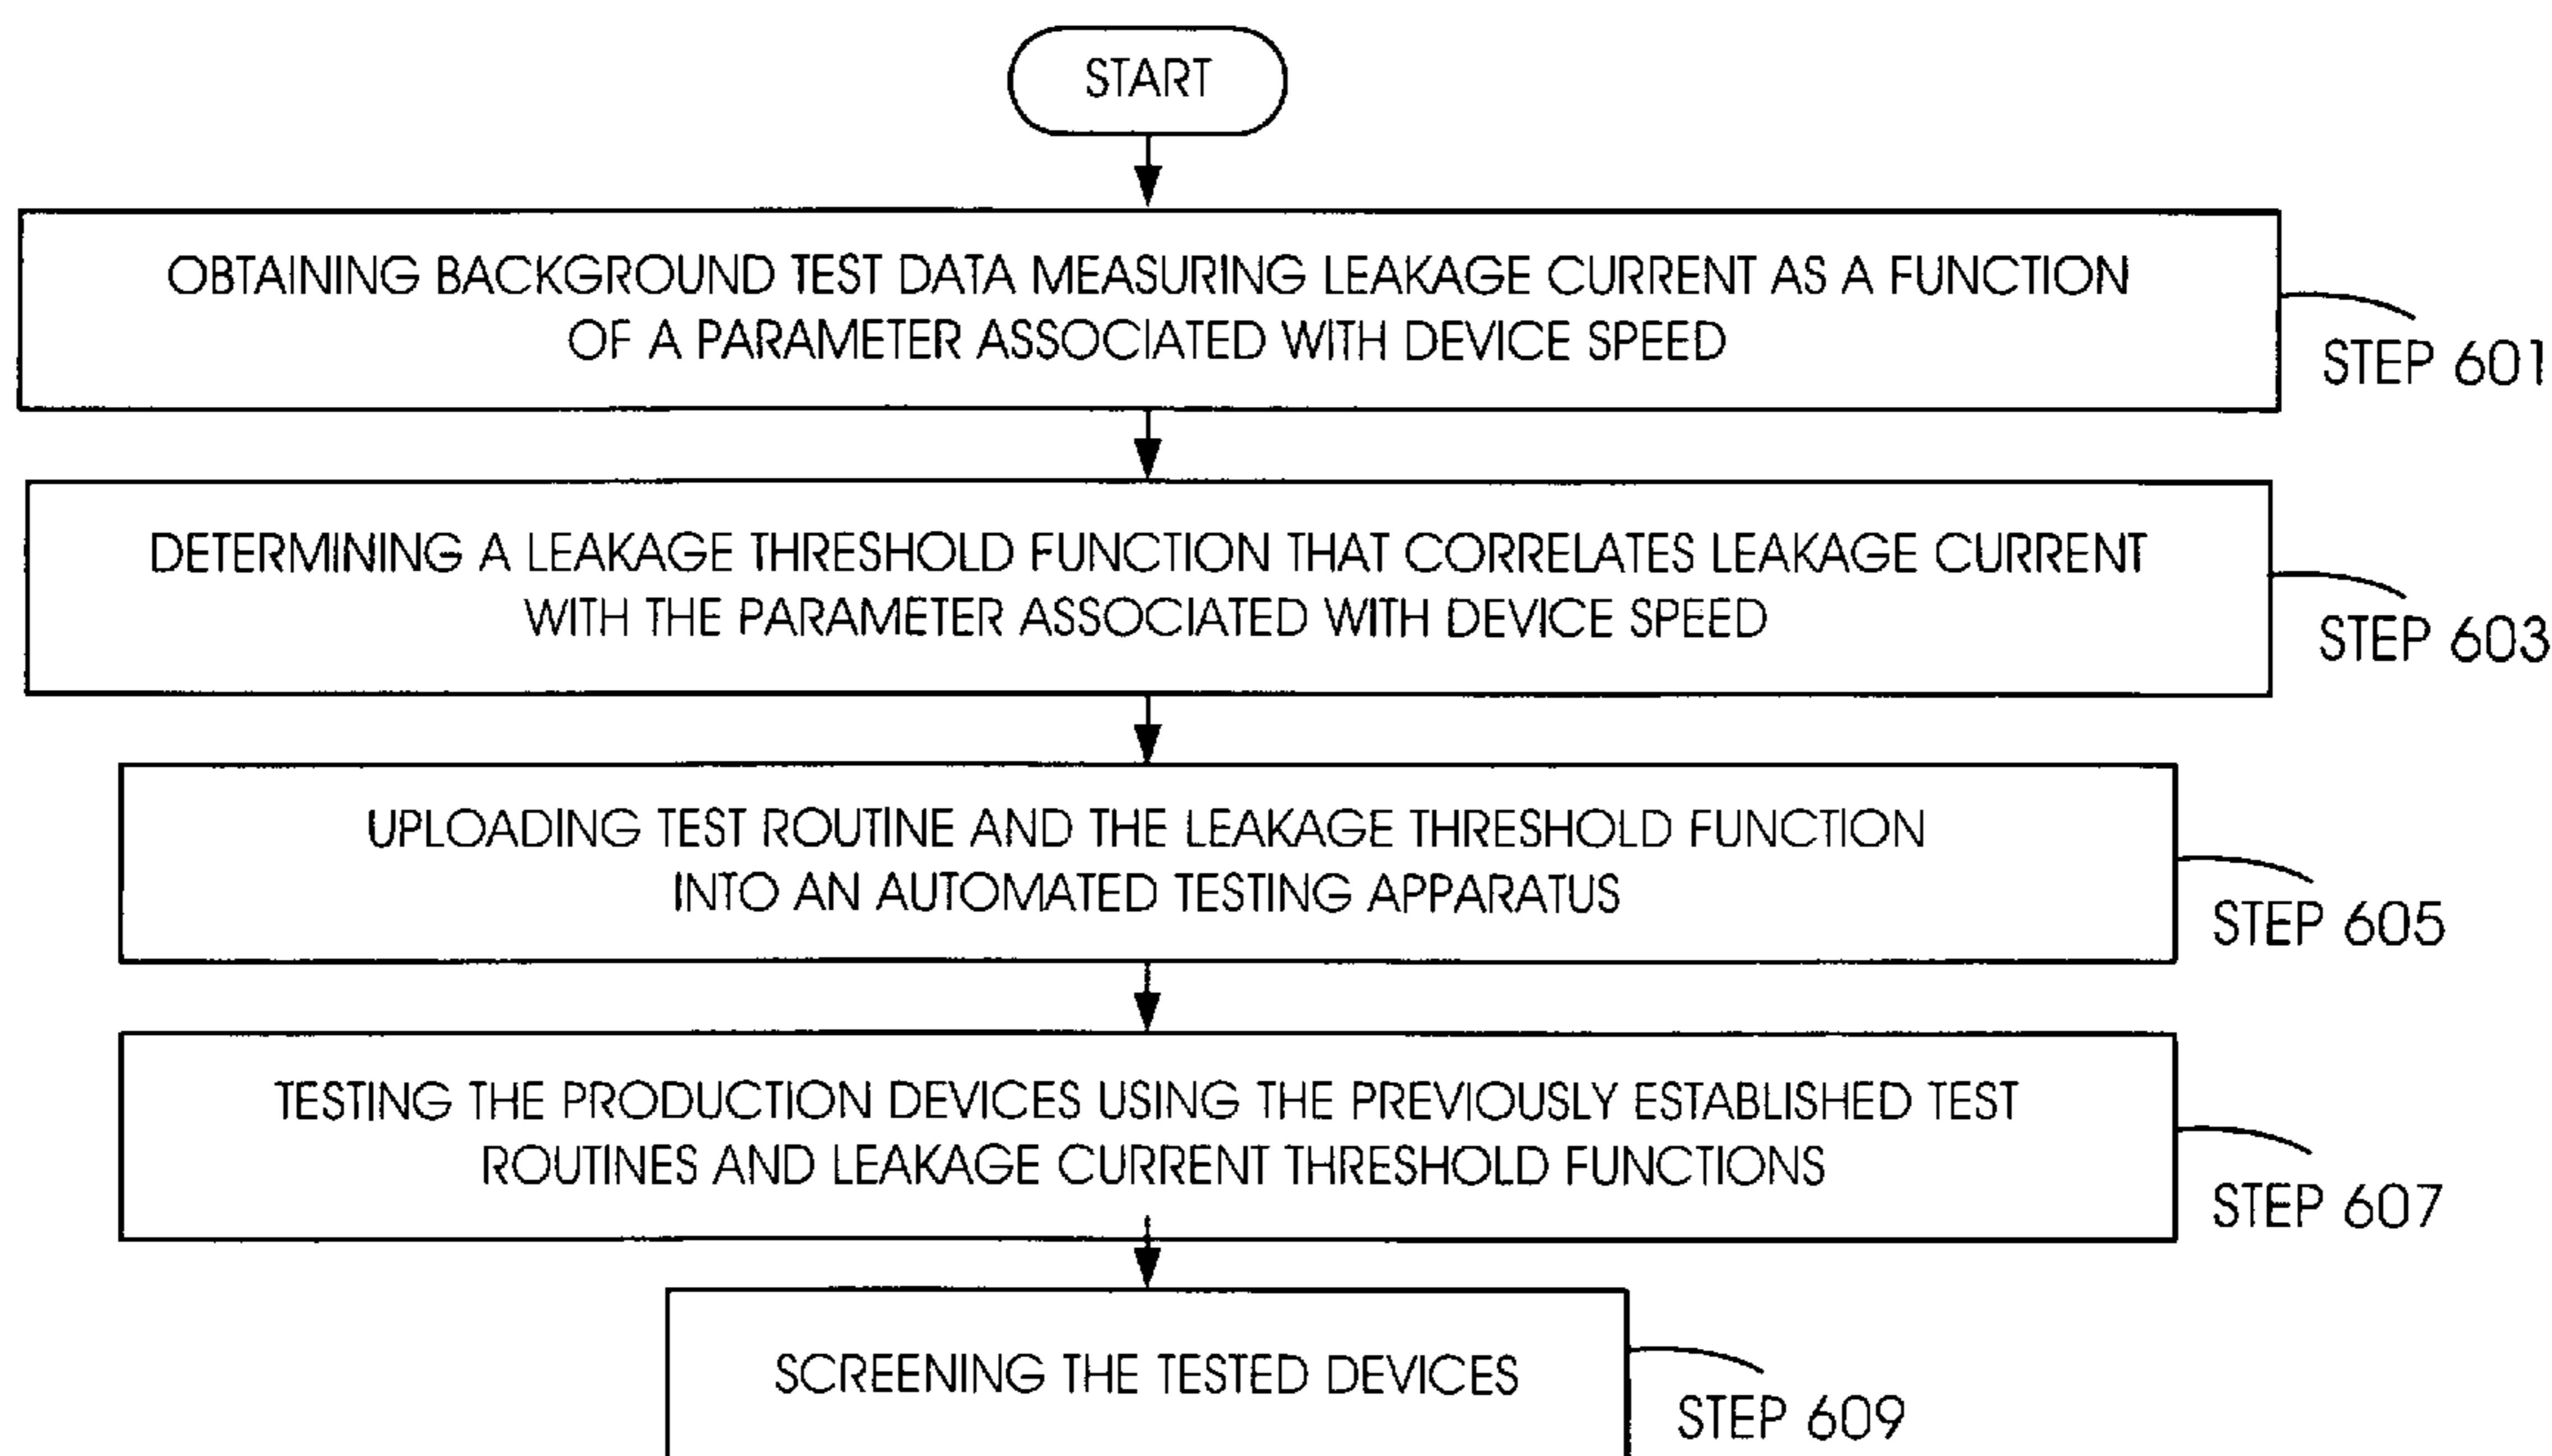 START
OBTAINING BACKGROUND TEST DATA MEASURING LEAKAGE CURRENT AS A FUNCTION
OF A PARAMETER ASSOCIATED WITH DEVICE SPEED
STEP 601
DETERMINING A LEAKAGE THRESHOLD FUNCTION THAT CORRELATES LEAKAGE CURRENT
WITH THE PARAMETER ASSOCIATED WITH DEVICE SPEED
STEP 603
UPLOADING TEST ROUTINE AND THE LEAKAGE THRESHOLD FUNCTION
INTO AN AUTOMATED TESTING APPARATUS
STEP 605
TESTING THE PRODUCTION DEVICES USING THE PREVIOUSLY ESTABLISHED TEST
ROUTINES AND LEAKAGE CURRENT THRESHOLD FUNCTIONS
STEP 607
SCREENING THE TESTED DEVICES
STEP 609